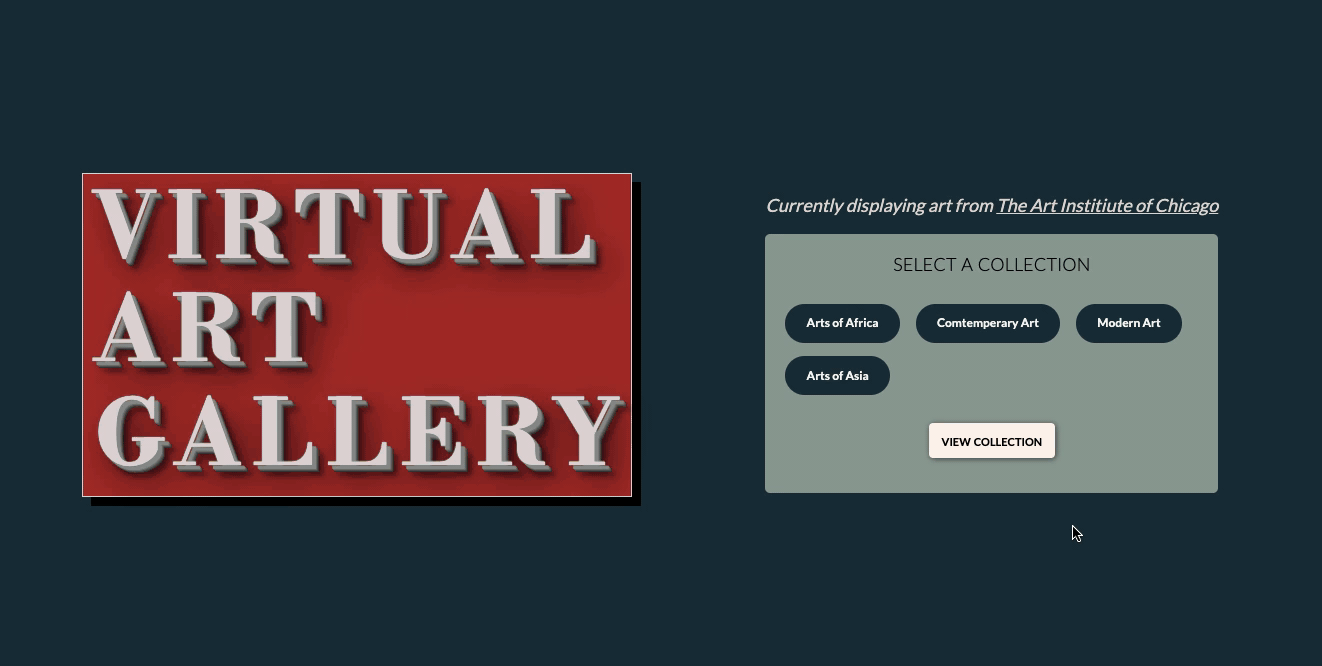 VIRTUAL
ART
GALLERY
Currently displaying art from The Art Institiute of Chicago
SELECT A COLLECTION
Arts of Africa
Comtemperary Art
Modern Art
Arts of Asia
VIEW COLLECTION